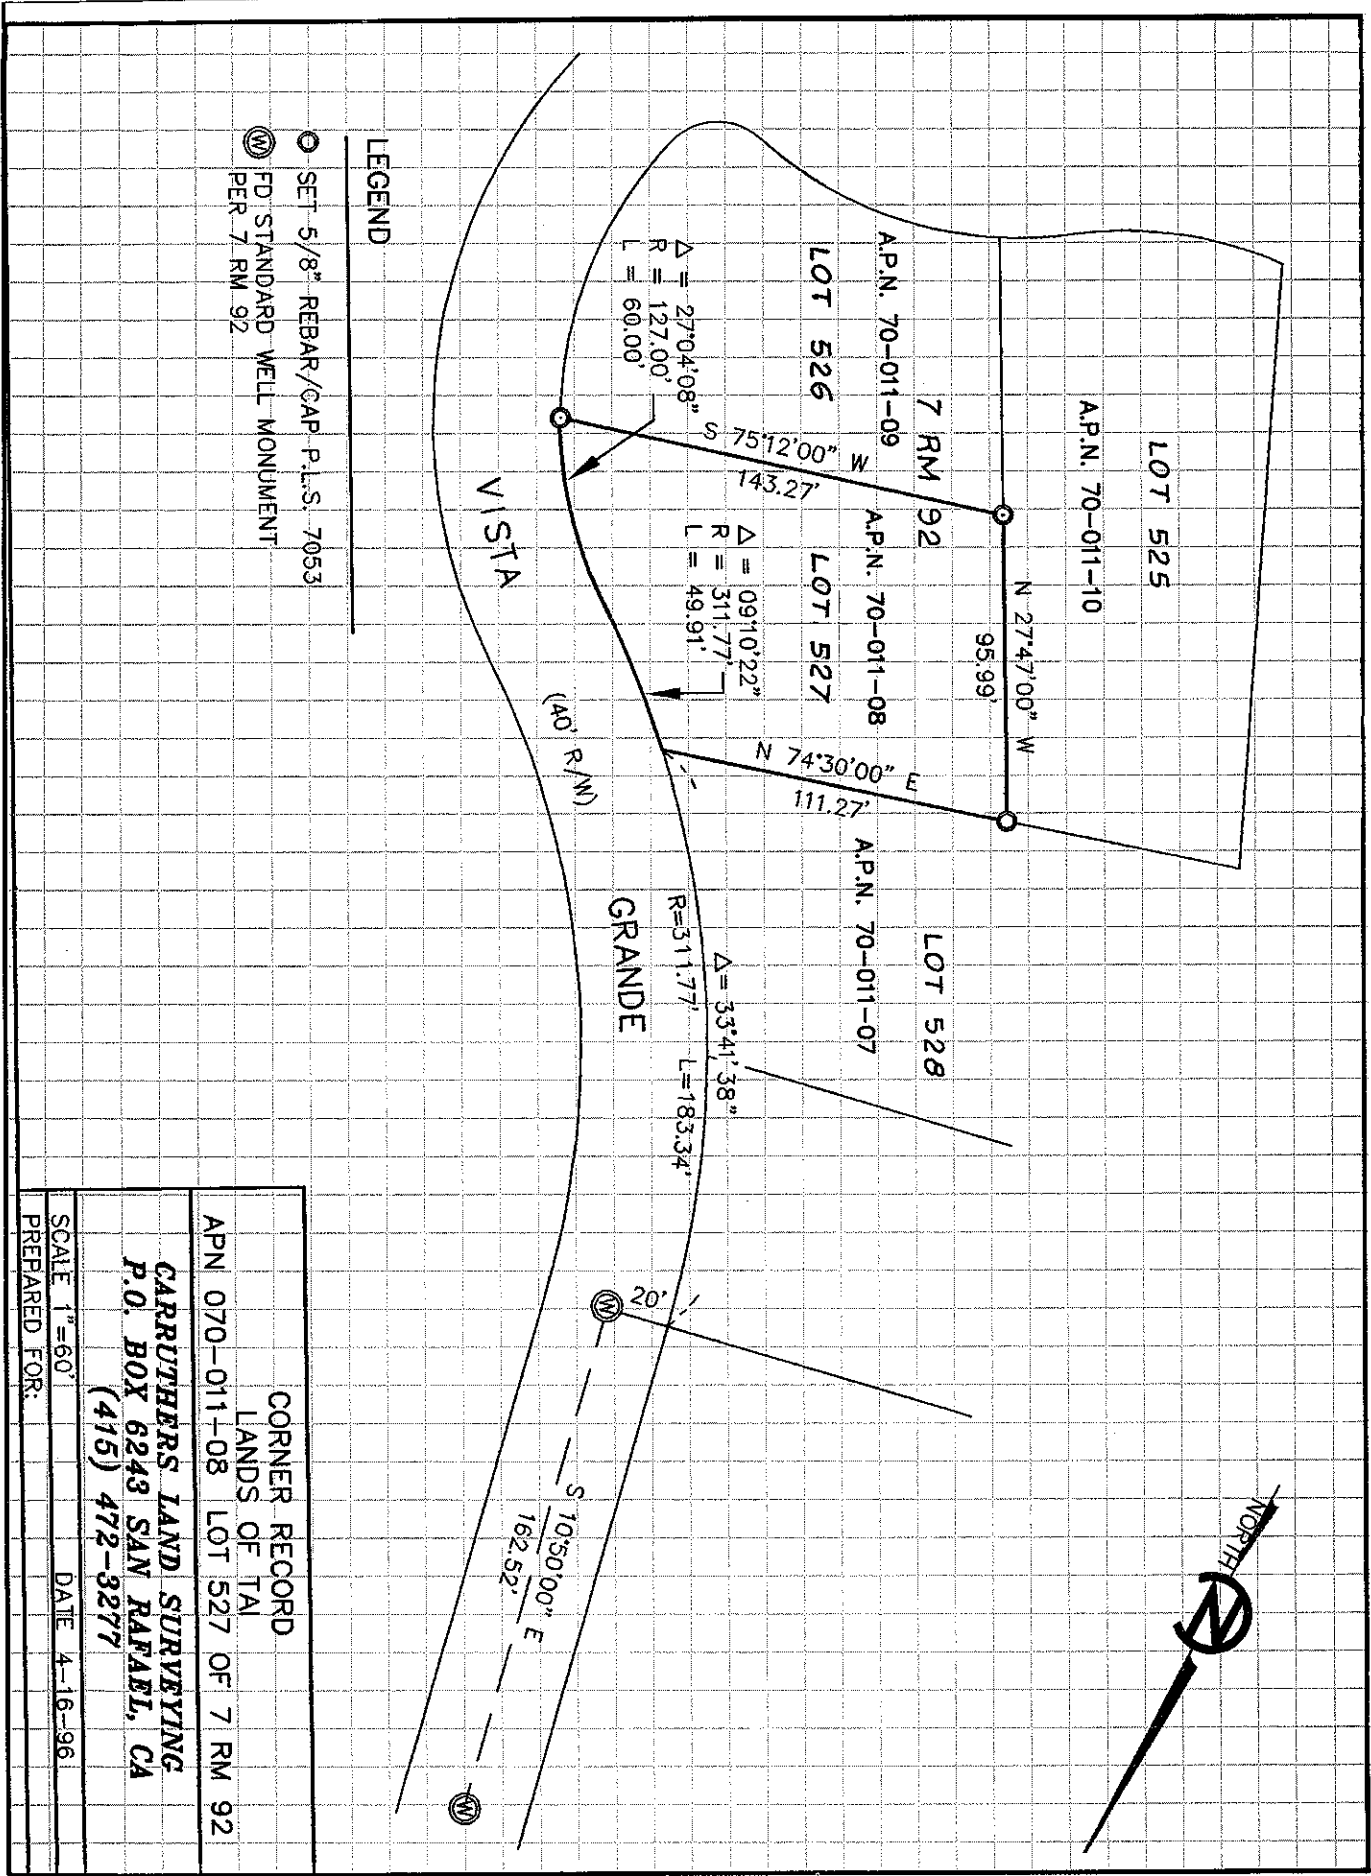 LOT 525
A.P.N. 70-011-10
N 27°47'00" W
95.99'
7 RM 92
A.P.N. 70-011-09
LOT 526
S 75°12'00" W
143.27'
A.P.N. 70-011-08
LOT 527
N 74°30'00" E
111.27'
LOT 528
A.P.N. 70-011-07
Δ = 27°04'08"
R = 127.00'
L = 60.00'
Δ = 09°10'22"
R = 311.77'
L = 49.91'
Δ= 33°41'38"
R=311.77' L=183.34'
VISTA
GRANDE
(40' R/W)
20'
W
S 10°50'00" E
162.52'
W
NORTH
N
LEGEND
SET 5/8" REBAR/CAP P.L.S. 7053
W FD STANDARD WELL MONUMENT
PER 7 RM 92
CORNER RECORD
LANDS OF TAI
APN 070-011-08 LOT 527 OF 7 RM 92
CARRUTHERS LAND SURVEYING
P.O. BOX 6243 SAN RAFAEL, CA
(415) 472-3277
SCALE 1"=60' DATE 4-16-96
PREPARED FOR: